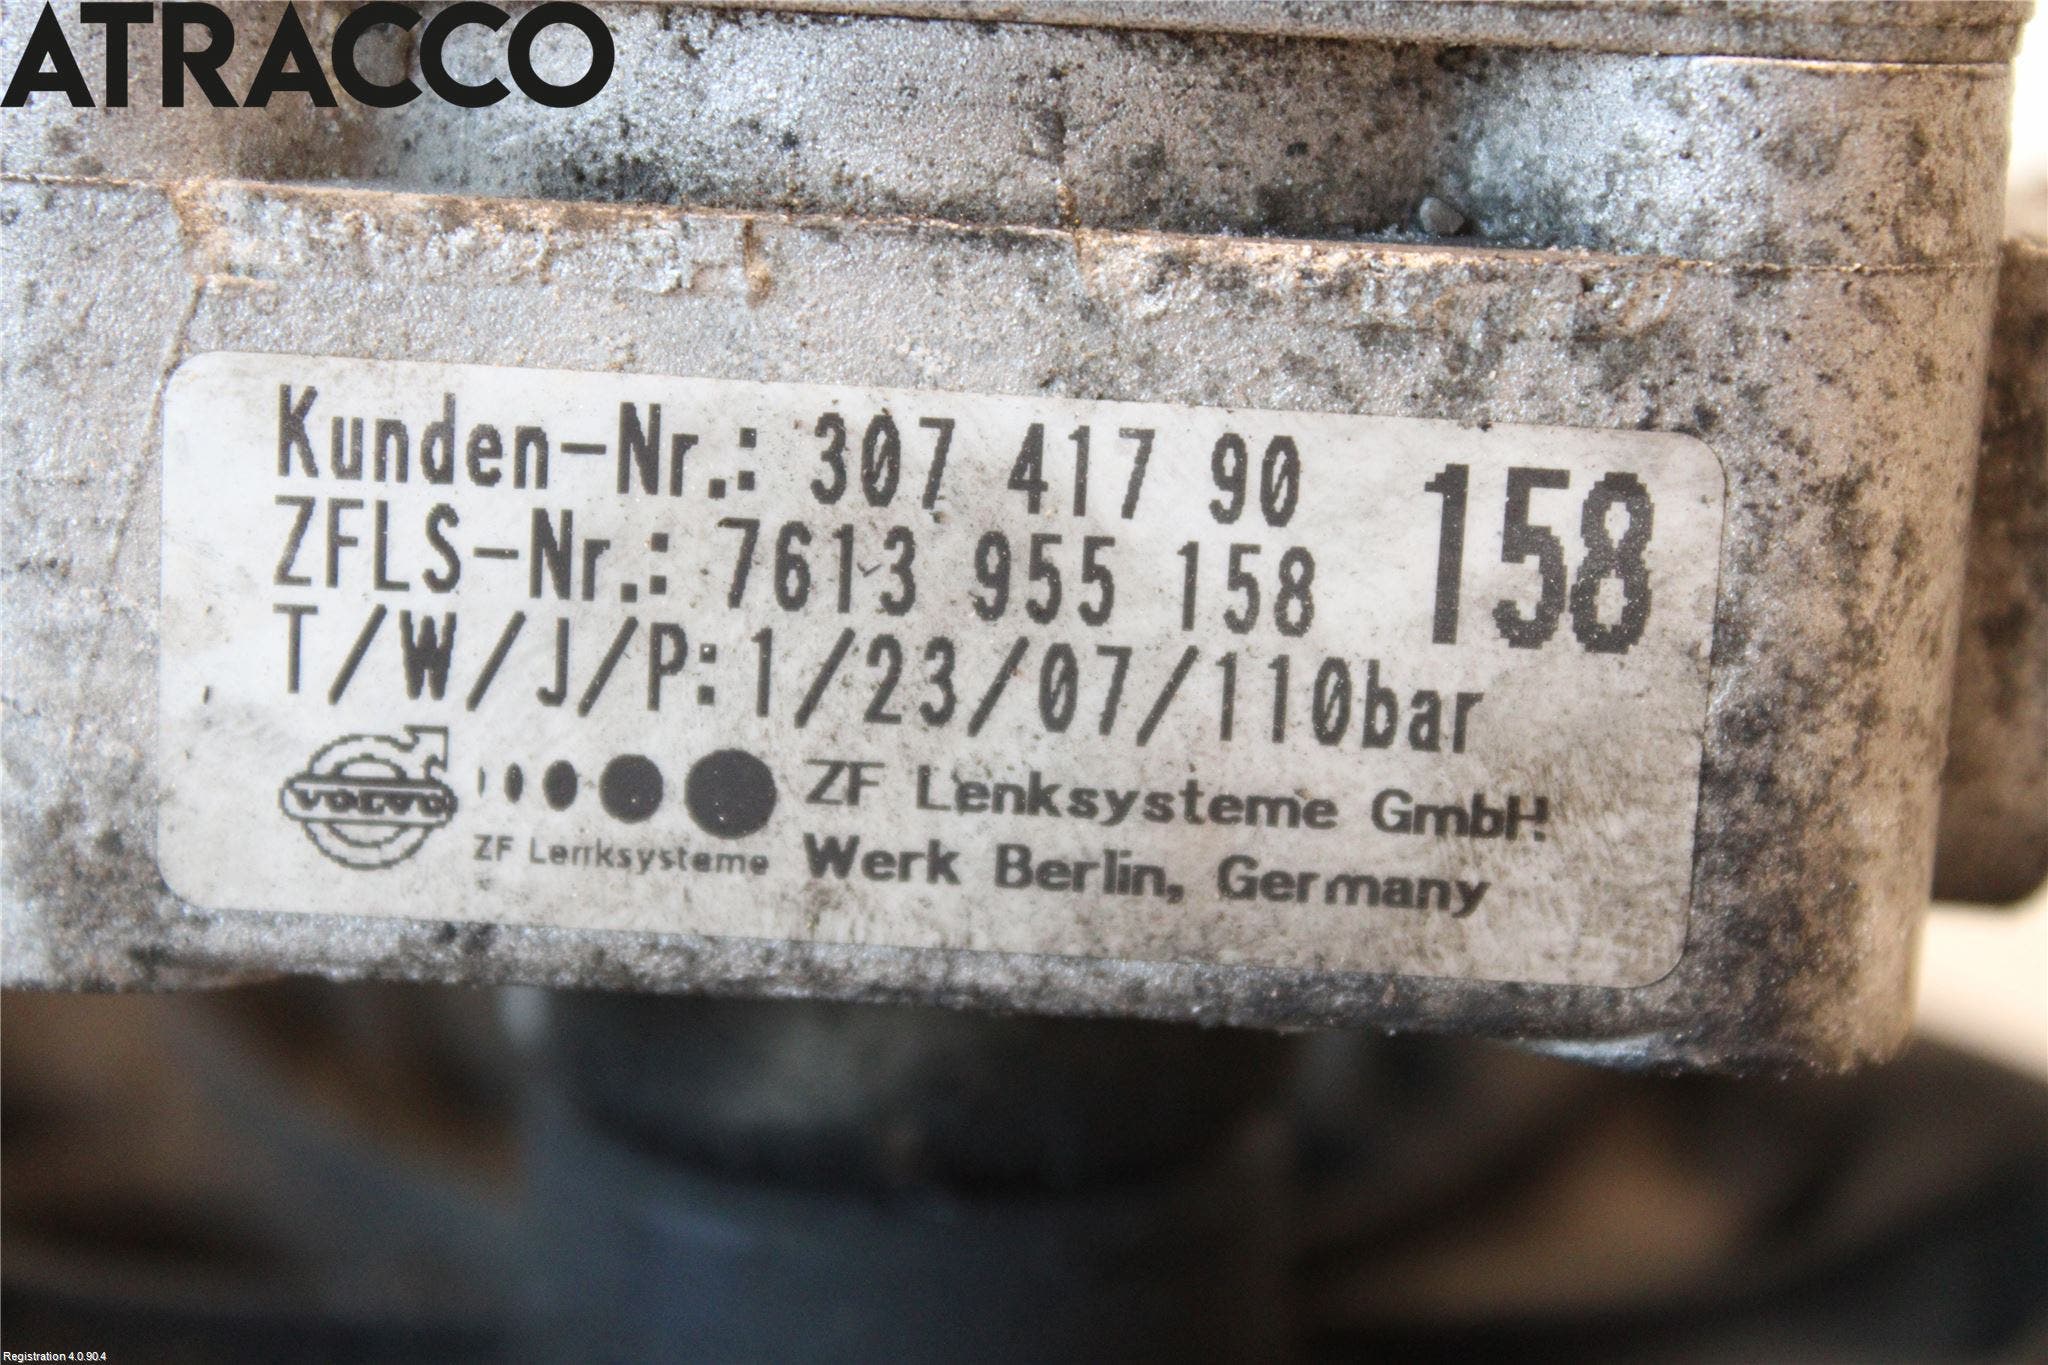 ATRACCO
Kunden-Nr.: 307 417 90
158
ZFLS-Nr.: 7613 955 158
T/W/J/P: 1/23/07/110bar
VOLVO
ZF Lenksysteme
ZF Lenksysteme GmbH
Werk Berlin, Germany
Registration 4.0.90.4